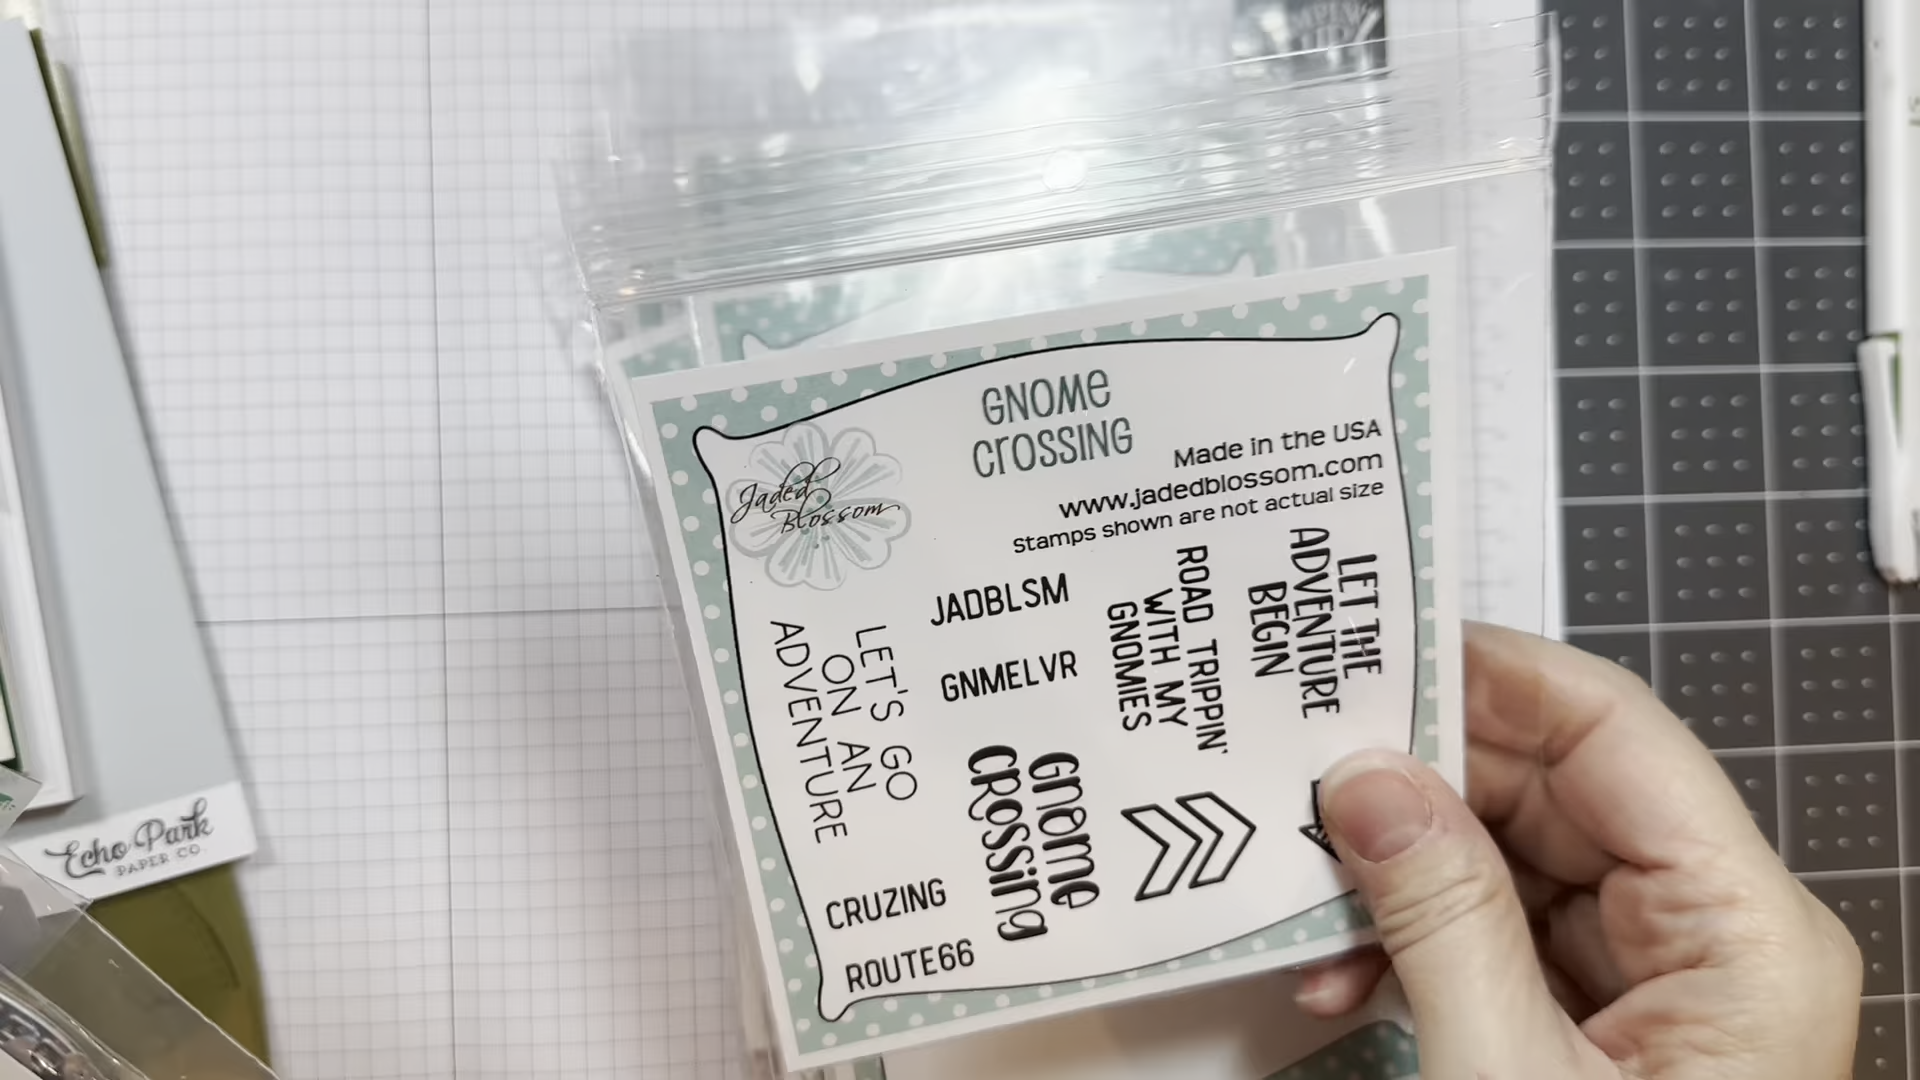 GNOME
CROSSING
Jaded
Blossom
Made in the USA
www.jadedblossom.com
Stamps shown are not actual size
JADBLSM
GNMELVR
ROAD TRIPPIN'
WITH MY
GNOMIES
LET THE
ADVENTURE
BEGIN
LET'S GO
ON AN
ADVENTURE
gnome
crossing
CRUZING
ROUTE66
Echo Park
PAPER CO.